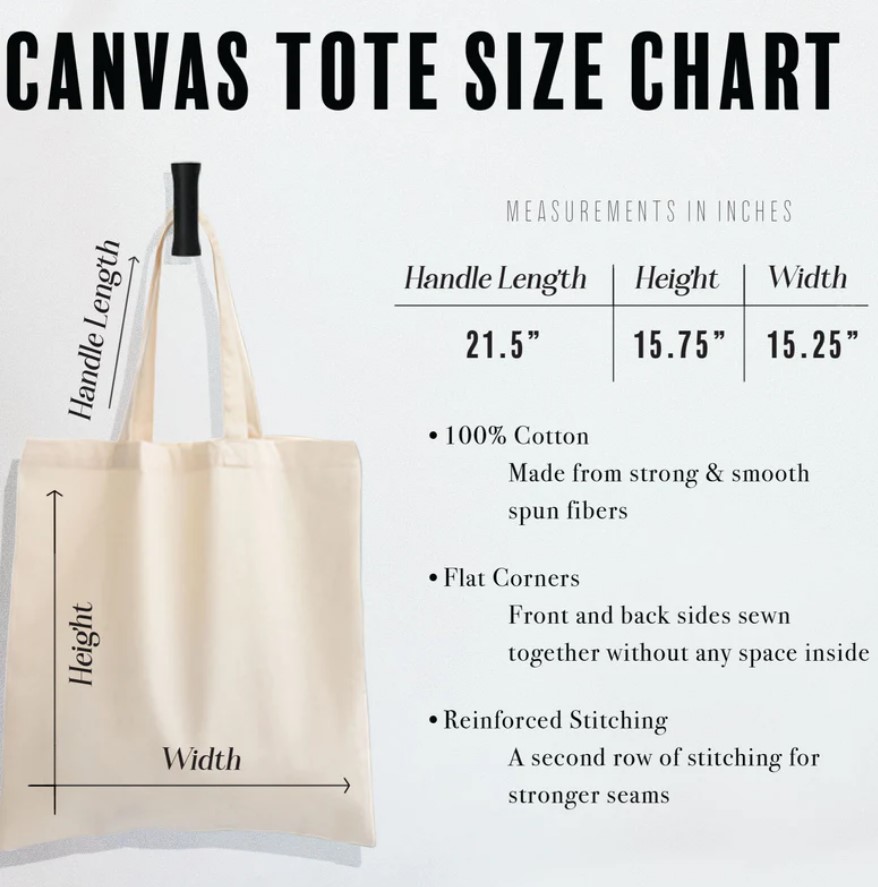 CANVAS TOTE SIZE CHART
MEASUREMENTS IN INCHES
Handle Length Height Width
21.5” 15.75” 15.25”
Handle Length
Height
Width
• 100% Cotton
Made from strong & smooth
spun fibers
• Flat Corners
Front and back sides sewn
together without any space inside
• Reinforced Stitching
A second row of stitching for
stronger seams